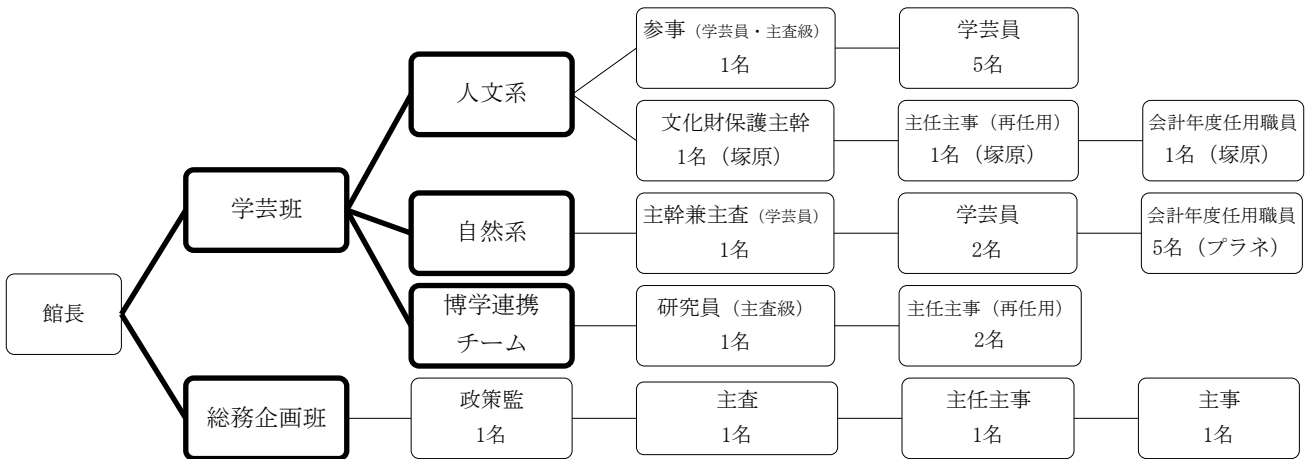 館長
学芸班
人文系
参事（学芸員・主査級）
1名
学芸員
5名
文化財保護主幹
1名（塚原）
主任主事（再任用）
1名（塚原）
会計年度任用職員
1名（塚原）
自然系
主幹兼主査（学芸員）
1名
学芸員
2名
会計年度任用職員
5名（プラネ）
博学連携
チーム
研究員（主査級）
1名
主任主事（再任用）
2名
総務企画班
政策監
1名
主査
1名
主任主事
1名
主事
1名